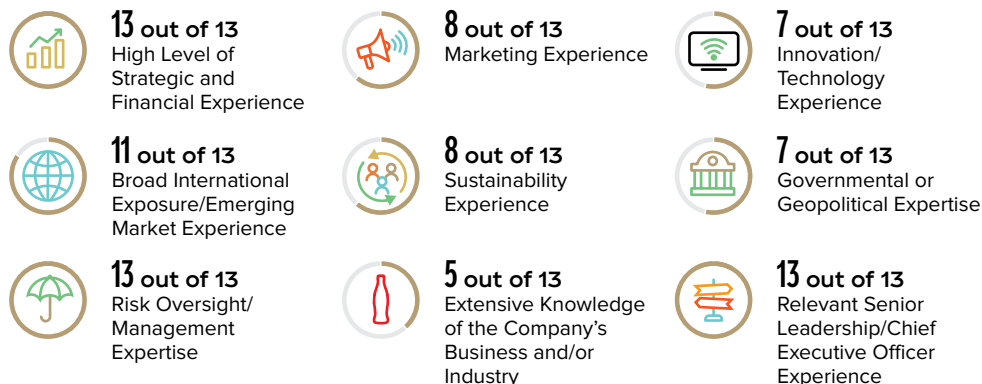 13 out of 13
High Level of
Strategic and
Financial Experience
8 out of 13
Marketing Experience
7 out of 13
Innovation/
Technology
Experience
11 out of 13
Broad International
Exposure/Emerging
Market Experience
8 out of 13
Sustainability
Experience
7 out of 13
Governmental or
Geopolitical Expertise
13 out of 13
Risk Oversight/
Management
Expertise
5 out of 13
Extensive Knowledge
of the Company’s
Business and/or
Industry
13 out of 13
Relevant Senior
Leadership/Chief
Executive Officer
Experience